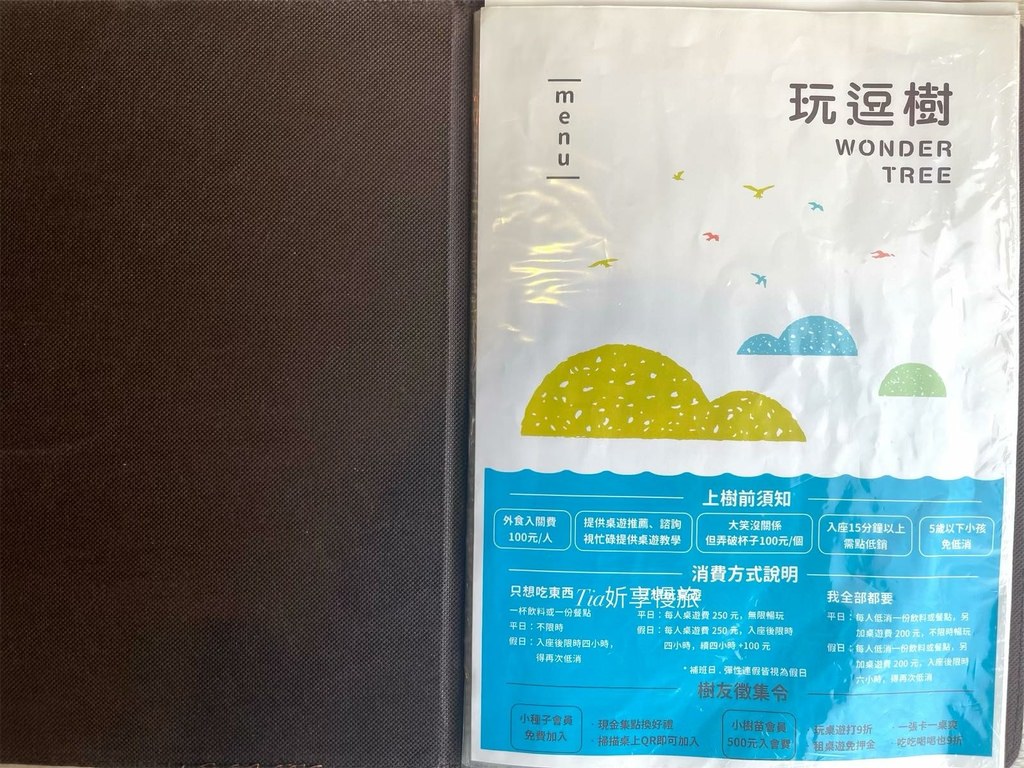 menu
玩逗樹
WONDER
TREE
上樹前須知
外食入關費
100元/人
提供桌遊推薦、諮詢
視忙碌提供桌遊教學
大笑沒關係
但弄破杯子100元/個
入座15分鐘以上
需點低銷
5歲以下小孩
免低消
消費方式說明
只想吃東西
一杯飲料或一份餐點
平日：不限時
假日：入座後限時四小時，
得再次低消
只想玩桌遊
平日：每人桌遊費 250 元，無限暢玩
假日：每人桌遊費 250 元，入座後限時
四小時，續四小時 +100 元
我全部都要
平日：每人低消一份飲料或餐點，另
加桌遊費 200 元，不限時暢玩
假日：每人低消一份飲料或餐點，另
加桌遊費 200 元，入座後限時
六小時，得再次低消
*補班日、彈性連假皆視為假日
Tia妡享慢旅
樹友徵集令
小種子會員
免費加入
·現金集點換好禮
·掃描桌上QR即可加入
小樹苗會員
500元入會費
·玩桌遊打9折
·租桌遊免押金
·一張卡一桌爽
·吃吃喝喝也9折